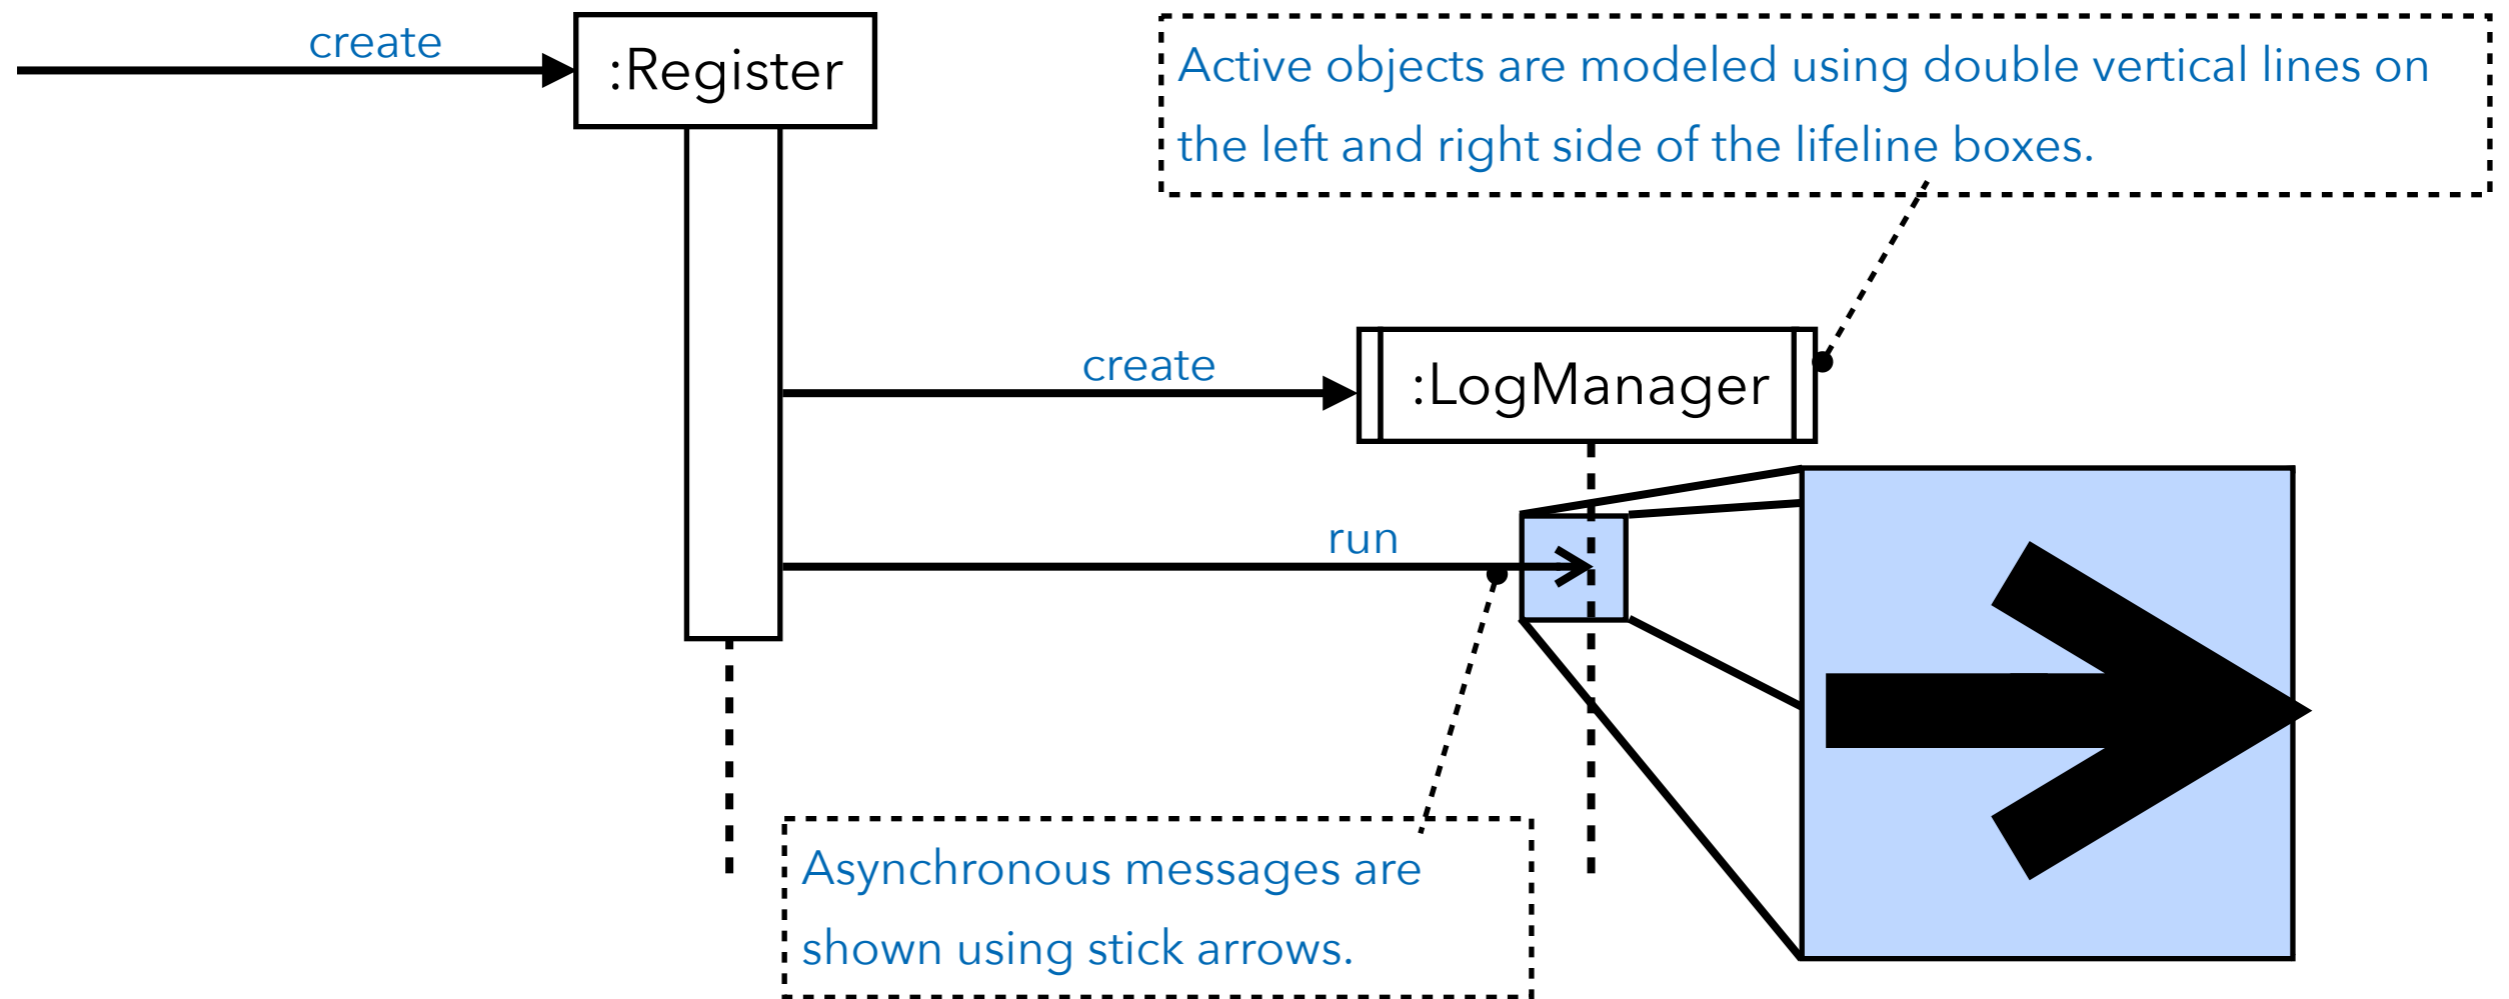 create
:Register
Active objects are modeled using double vertical lines on
the left and right side of the lifeline boxes.
create
:LogManager
run
Asynchronous messages are
shown using stick arrows.